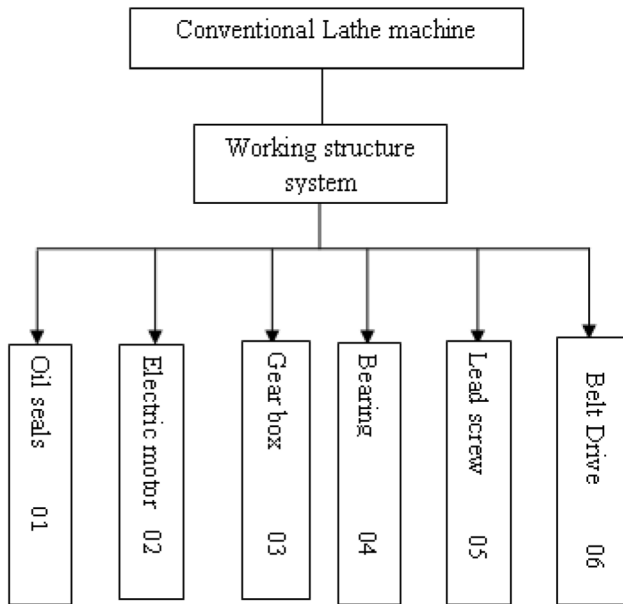 Conventional Lathe machine
Working structure
system
Oil seals 01
Electric motor 02
Gear box 03
Bearing 04
Lead screw 05
Belt Drive 06